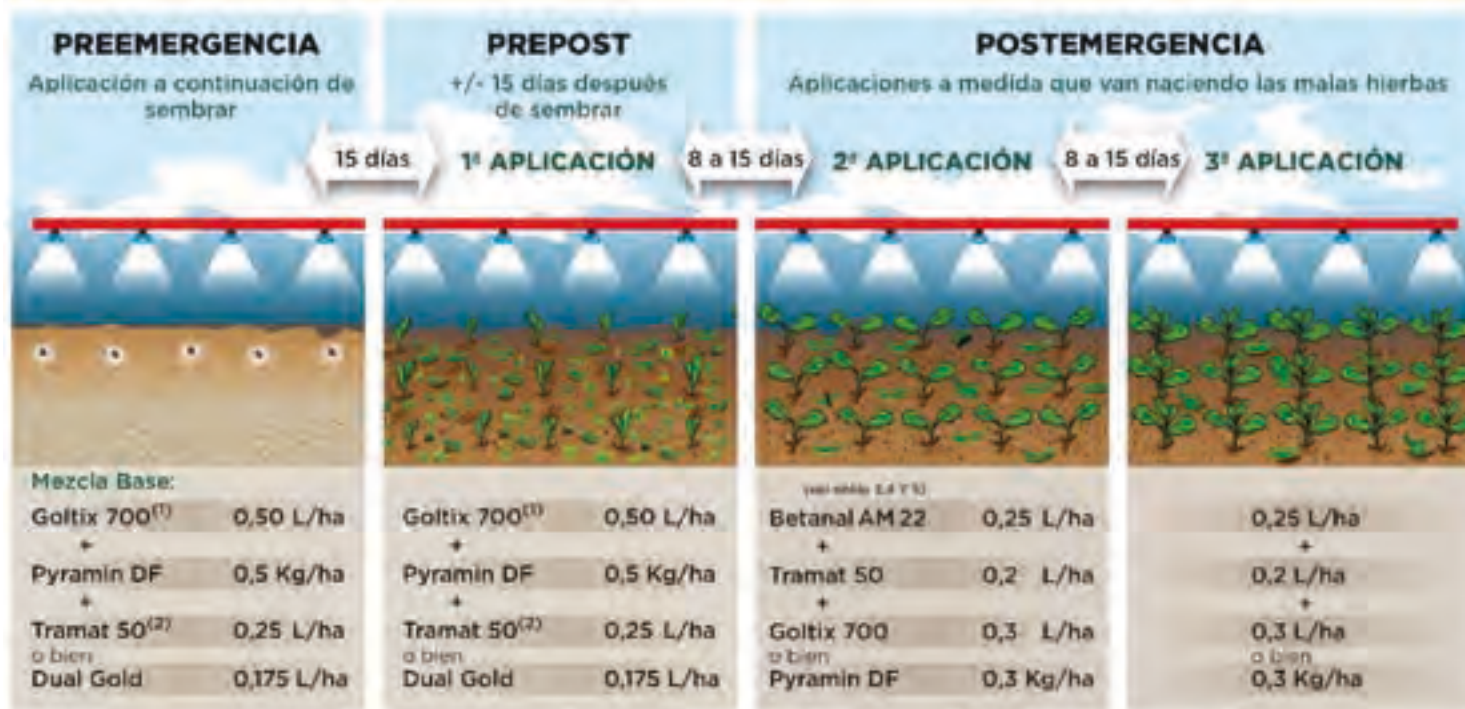 PREEMERGENCIA
Aplicación a continuación de
sembrar
15 días
PREPOST
+/- 15 días después
de sembrar
1ª APLICACIÓN
8 a 15 días
POSTEMERGENCIA
Aplicaciones a medida que van naciendo las malas hierbas
2ª APLICACIÓN
8 a 15 días
3ª APLICACIÓN
Mezcla Base:
Goltix 700(1) 0,50 L/ha
+
Pyramin DF 0,5 Kg/ha
+
Tramat 50(2) 0,25 L/ha
o bien
Dual Gold 0,175 L/ha
Goltix 700(1) 0,50 L/ha
+
Pyramin DF 0,5 Kg/ha
+
Tramat 50(2) 0,25 L/ha
o bien
Dual Gold 0,175 L/ha
Betanal AM 22 0,25 L/ha
+
Tramat 50 0,2 L/ha
+
Goltix 700 0,3 L/ha
o bien
Pyramin DF 0,3 Kg/ha
0,25 L/ha
+
0,2 L/ha
+
0,3 L/ha
o bien
0,3 Kg/ha